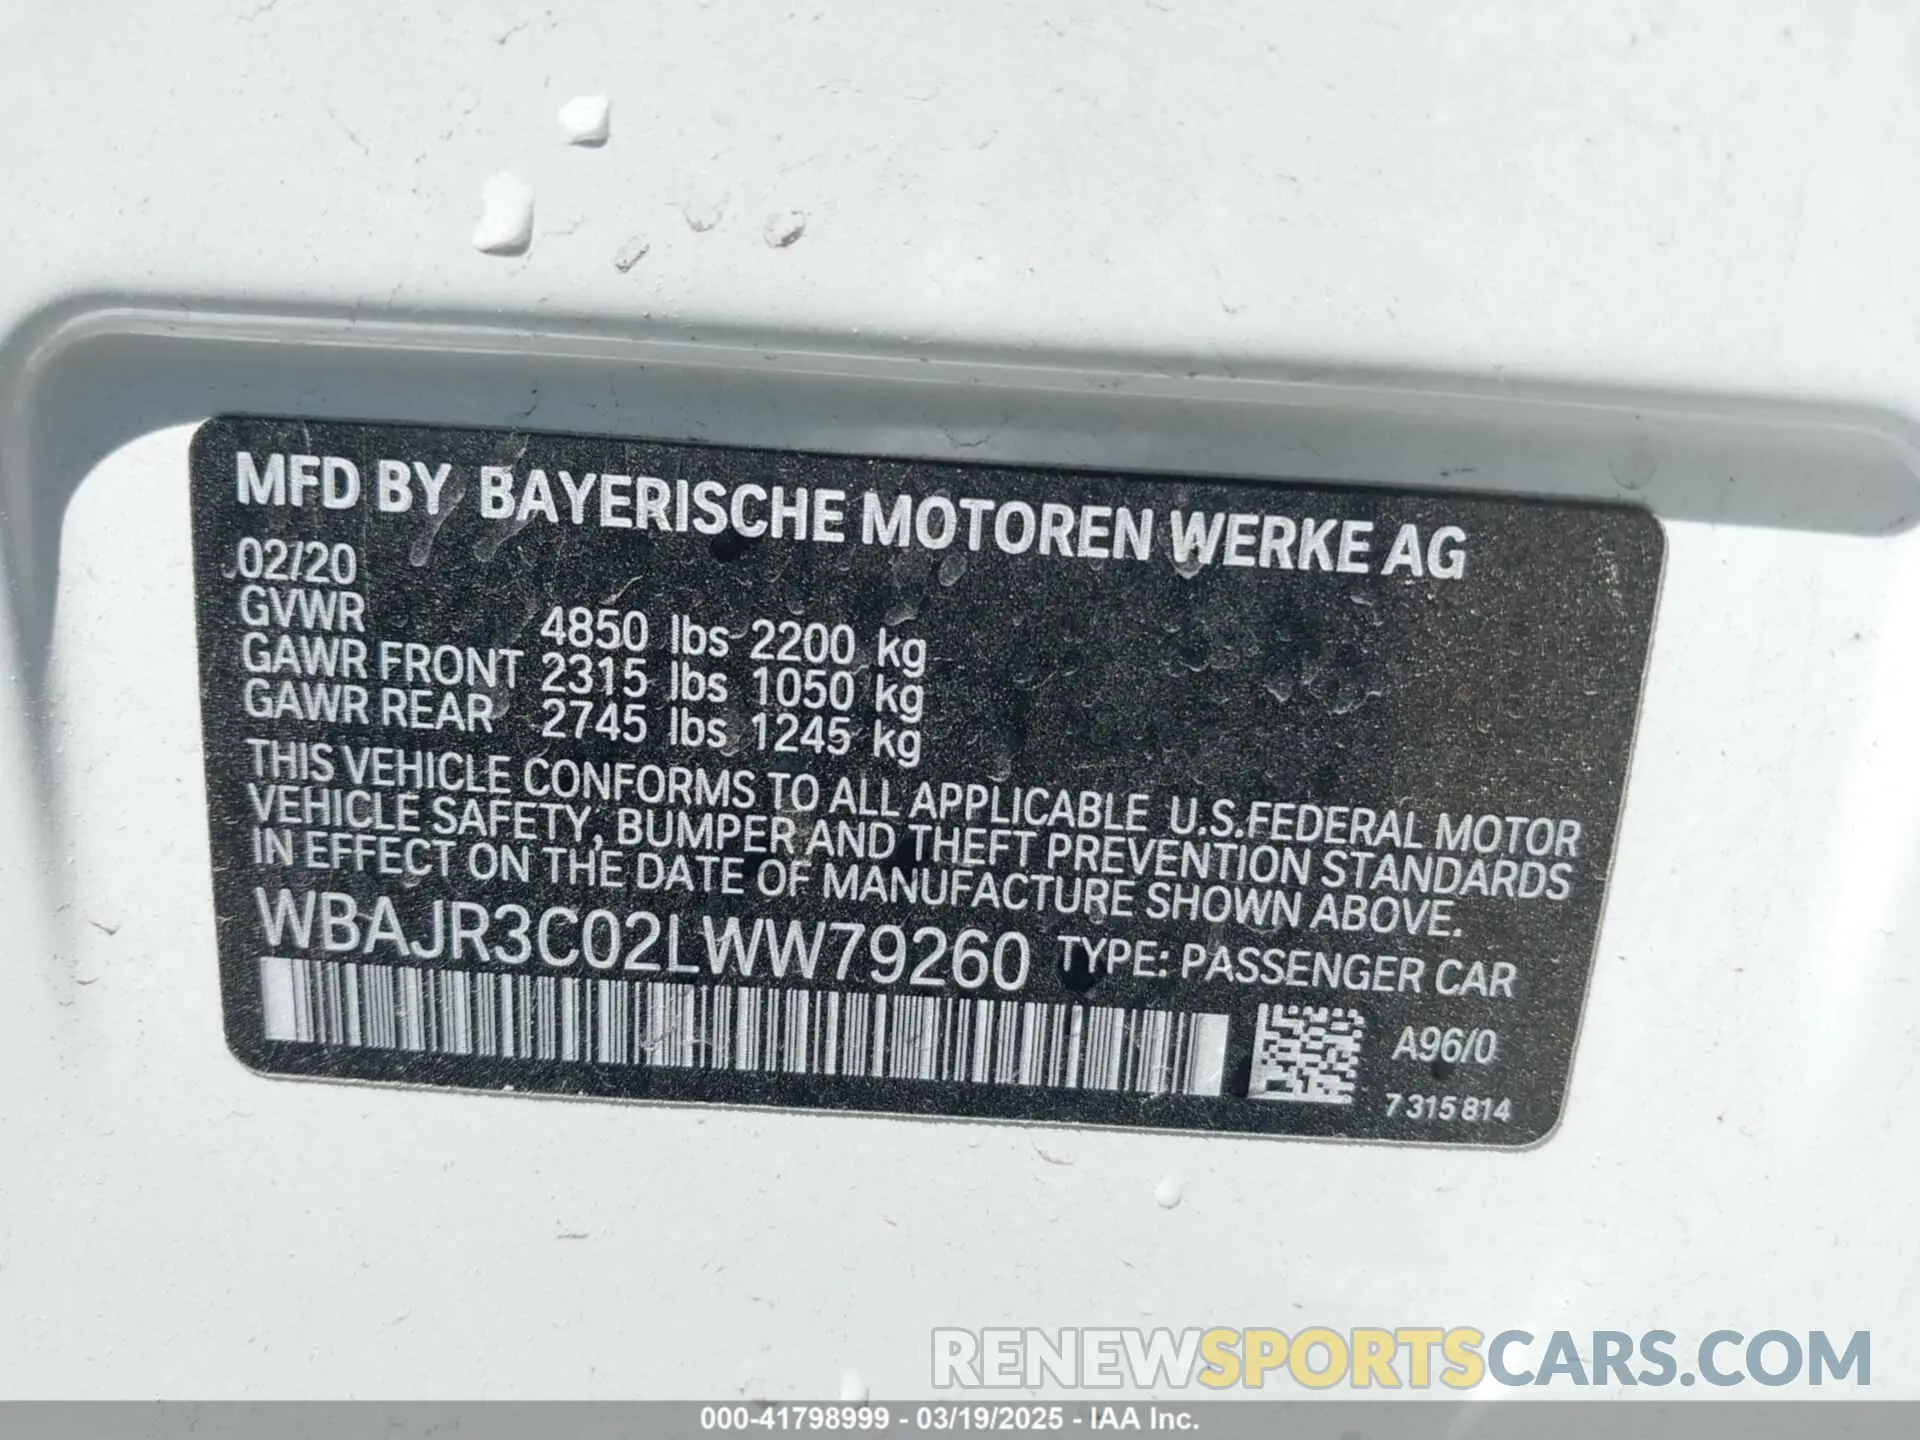 MFD BY BAYERISCHE MOTOREN WERKE AG
02/20
GVWR 4850 lbs 2200 kg
GAWR FRONT 2315 lbs 1050 kg
GAWR REAR 2745 lbs 1245 kg
THIS VEHICLE CONFORMS TO ALL APPLICABLE U.S.FEDERAL MOTOR
VEHICLE SAFETY, BUMPER AND THEFT PREVENTION STANDARDS
IN EFFECT ON THE DATE OF MANUFACTURE SHOWN ABOVE.
WBAJR3C02LWW79260 TYPE: PASSENGER CAR
A96/0
7 315 814
RENEWSPORTSCARS.COM
000-41798999 - 03/19/2025 - IAA Inc.